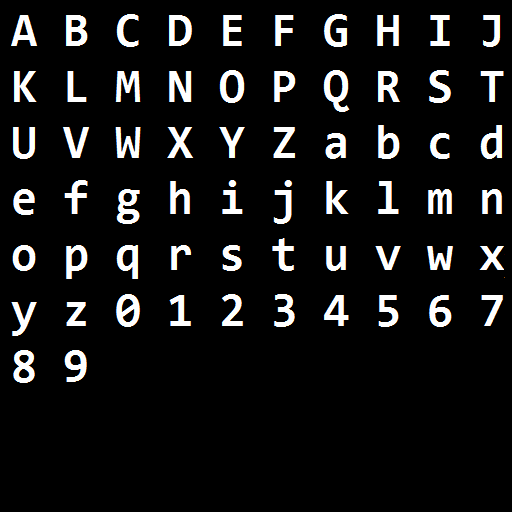 A B C D E F G H I J
K L M N O P Q R S T
U V W X Y Z a b c d
e f g h i j k l m n
o p q r s t u v w x
y z 0 1 2 3 4 5 6 7
8 9